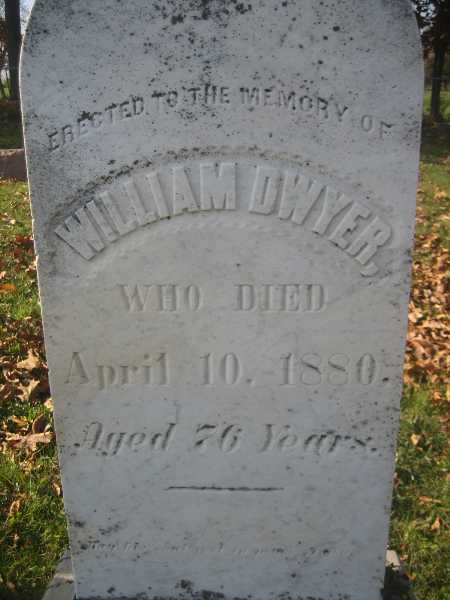 ERECTED TO THE MEMORY OF
WILLIAM DWYER,
WHO DIED
April 10, 1880.
Aged 76 Years.